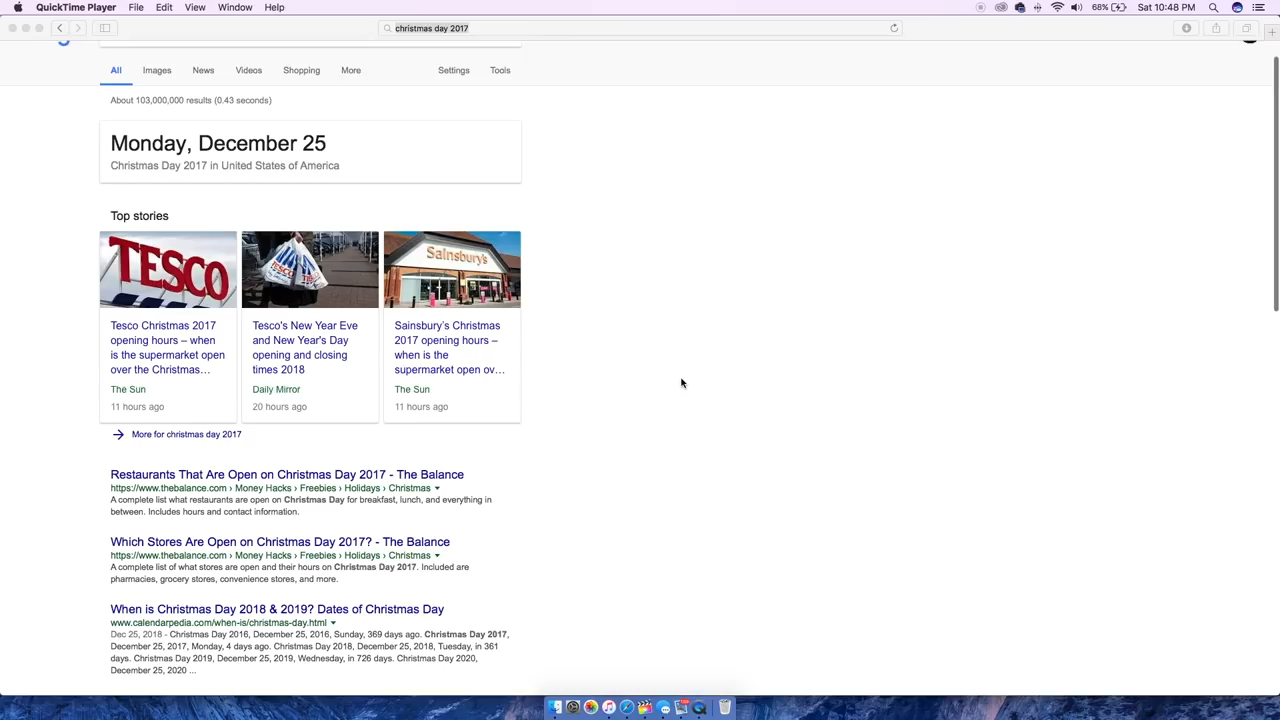 QuickTime Player File Edit View Window Help 68% Sat 10:48 PM
christmas day 2017
All Images News Videos Shopping More Settings Tools
About 103,000,000 results (0.43 seconds)
Monday, December 25
Christmas Day 2017 in United States of America
Top stories
TESCO
TESCO
Sainsbury's
Tesco Christmas 2017
opening hours – when
is the supermarket open
over the Christmas…
The Sun
11 hours ago
Tesco's New Year Eve
and New Year's Day
opening and closing
times 2018
Daily Mirror
20 hours ago
Sainsbury's Christmas
2017 opening hours –
when is the
supermarket open ov…
The Sun
11 hours ago
More for christmas day 2017
Restaurants That Are Open on Christmas Day 2017 - The Balance
https://www.thebalance.com › Money Hacks › Freebies › Holidays › Christmas
A complete list what restaurants are open on Christmas Day for breakfast, lunch, and everything in
between. Includes hours and contact information.
Which Stores Are Open on Christmas Day 2017? - The Balance
https://www.thebalance.com › Money Hacks › Freebies › Holidays › Christmas
A complete list of what stores are open and their hours on Christmas Day 2017. Included are
pharmacies, grocery stores, convenience stores, and more.
When is Christmas Day 2018 & 2019? Dates of Christmas Day
www.calendarpedia.com/when-is/christmas-day.html
Dec 25, 2018 - Christmas Day 2016, December 25, 2016, Sunday, 369 days ago. Christmas Day 2017,
December 25, 2017, Monday, 4 days ago. Christmas Day 2018, December 25, 2018, Tuesday, in 361
days. Christmas Day 2019, December 25, 2019, Wednesday, in 726 days. Christmas Day 2020,
December 25, 2020 ...